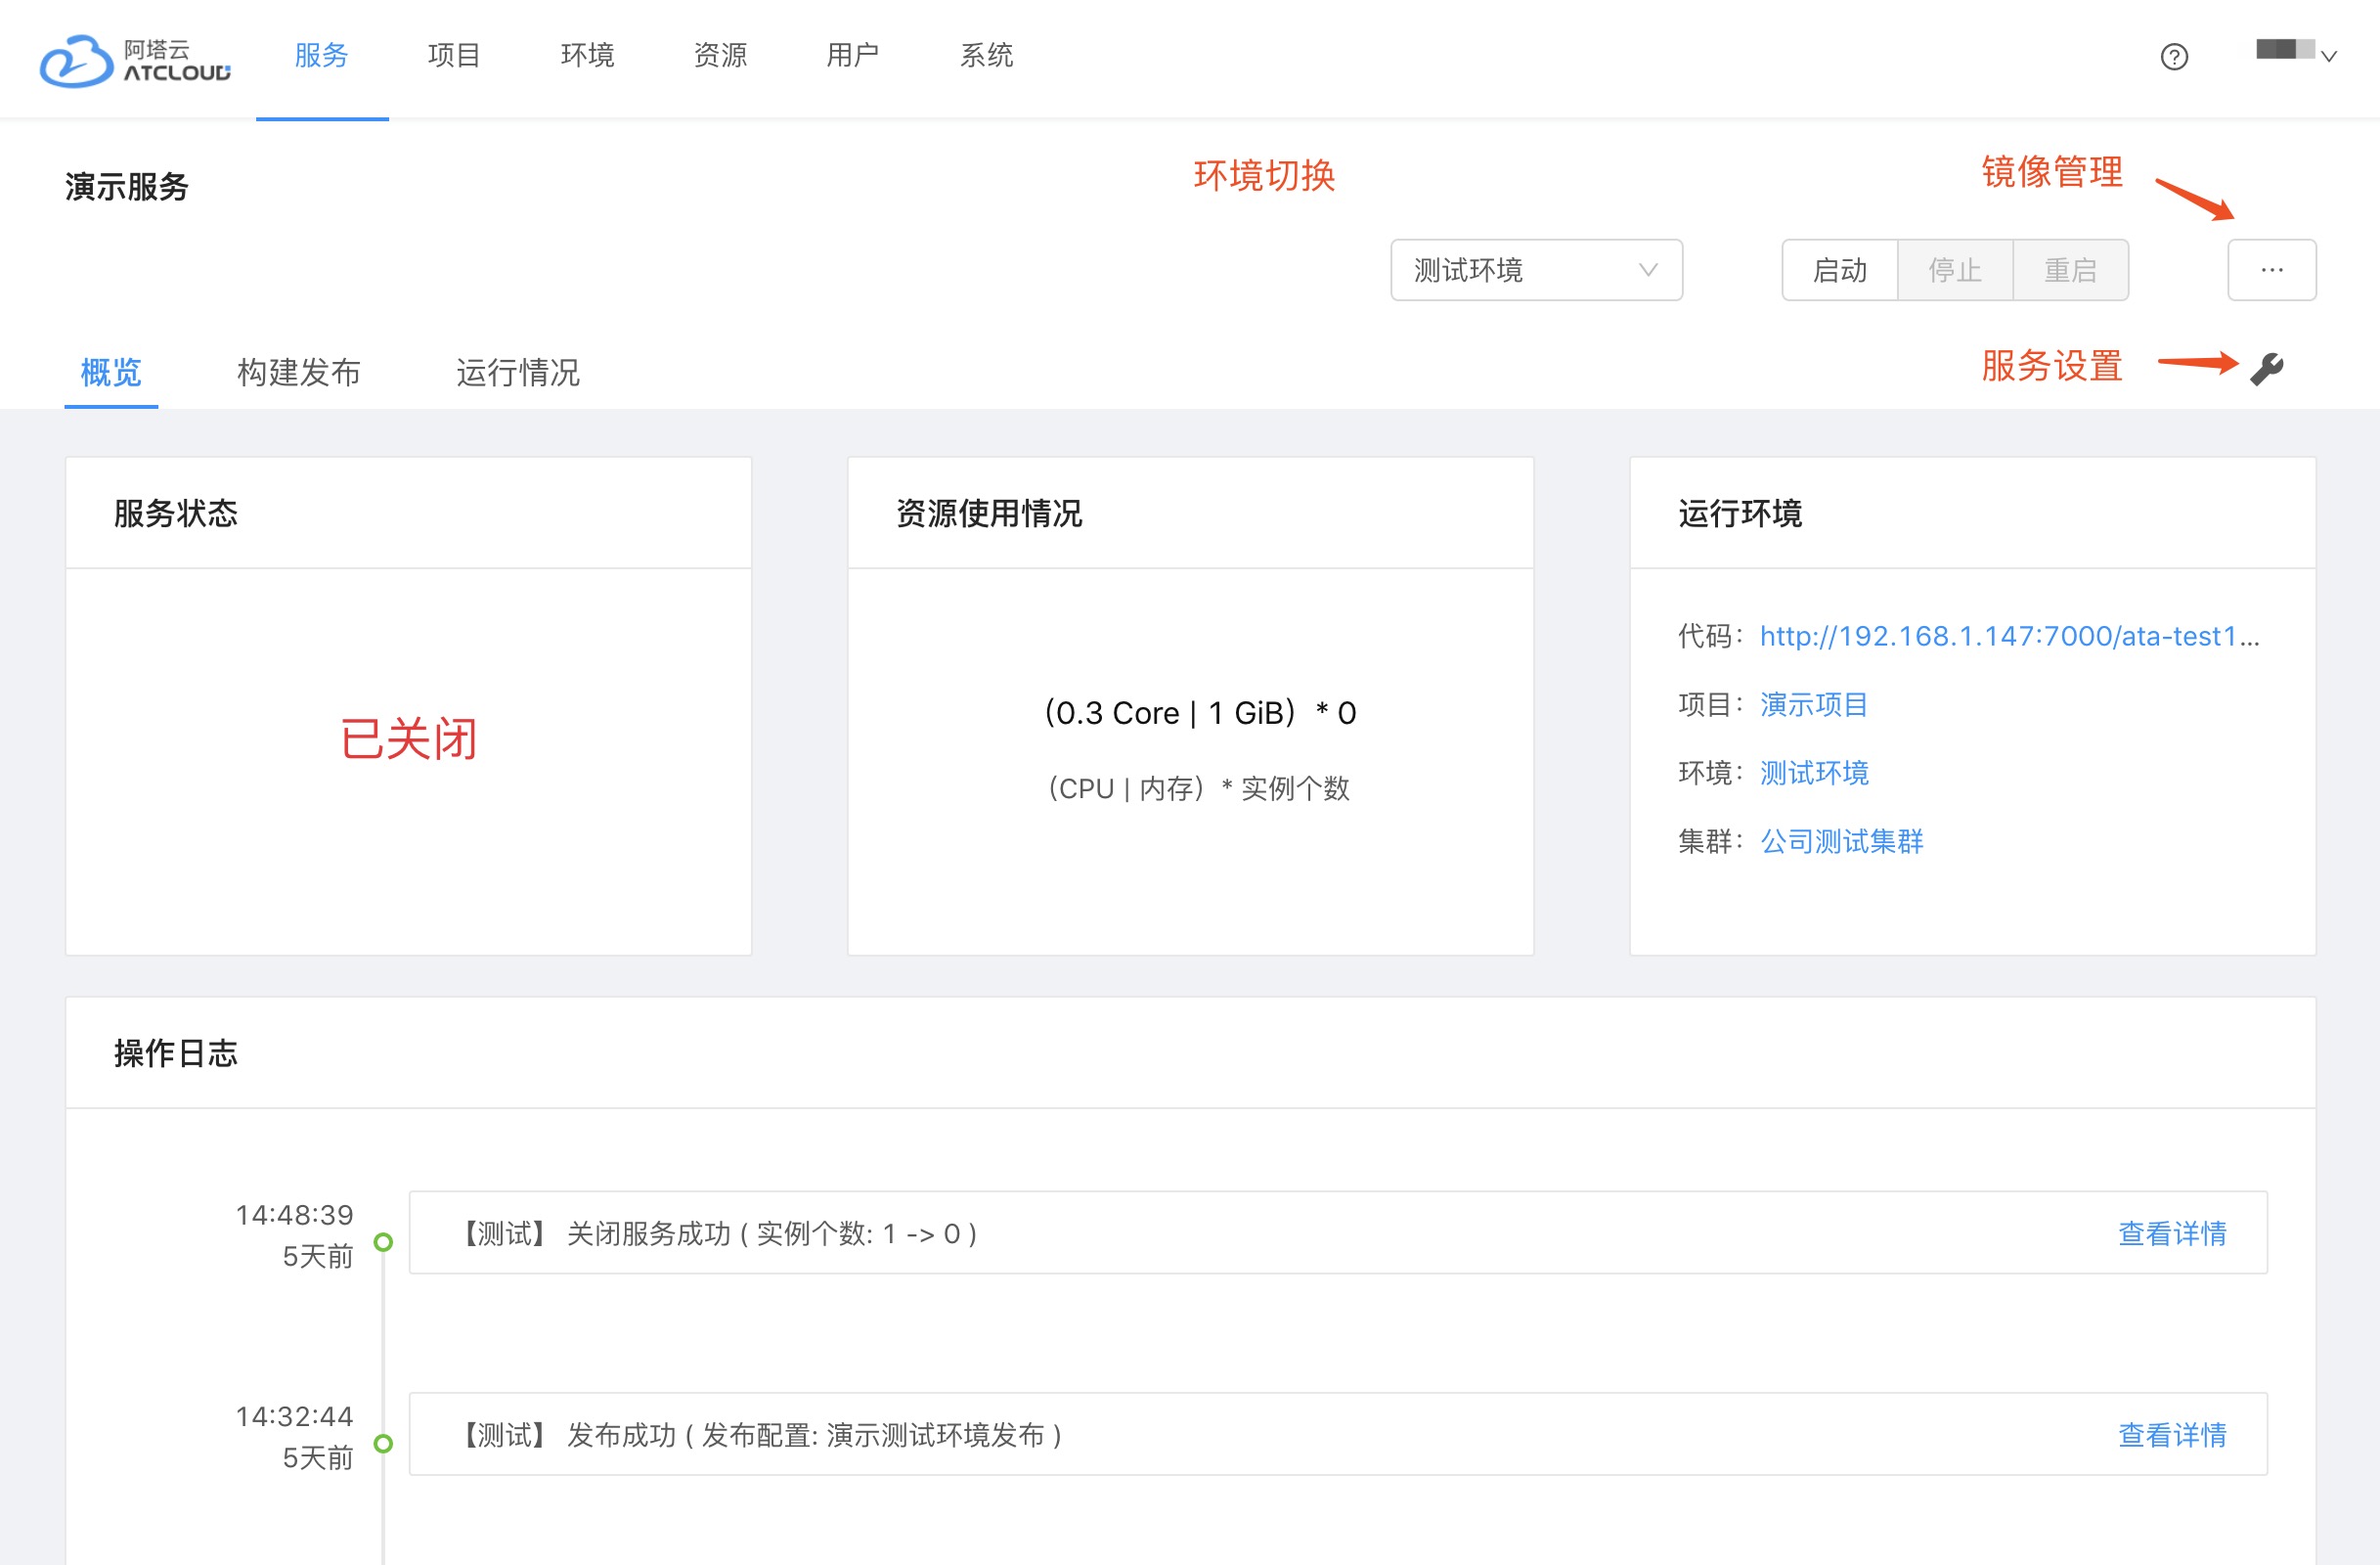 阿塔云
ATCLOUD
服务 项目 环境 资源 用户 系统
环境切换
镜像管理
演示服务
测试环境
启动 停止 重启
...
概览 构建发布 运行情况
服务设置
服务状态
已关闭
资源使用情况
（0.3 Core | 1 GiB）* 0
（CPU | 内存）* 实例个数
运行环境
代码：http://192.168.1.147:7000/ata-test1...
项目：演示项目
环境：测试环境
集群：公司测试集群
操作日志
14:48:39
5天前
【测试】 关闭服务成功 ( 实例个数: 1 -> 0 )
查看详情
14:32:44
5天前
【测试】 发布成功 ( 发布配置: 演示测试环境发布 )
查看详情